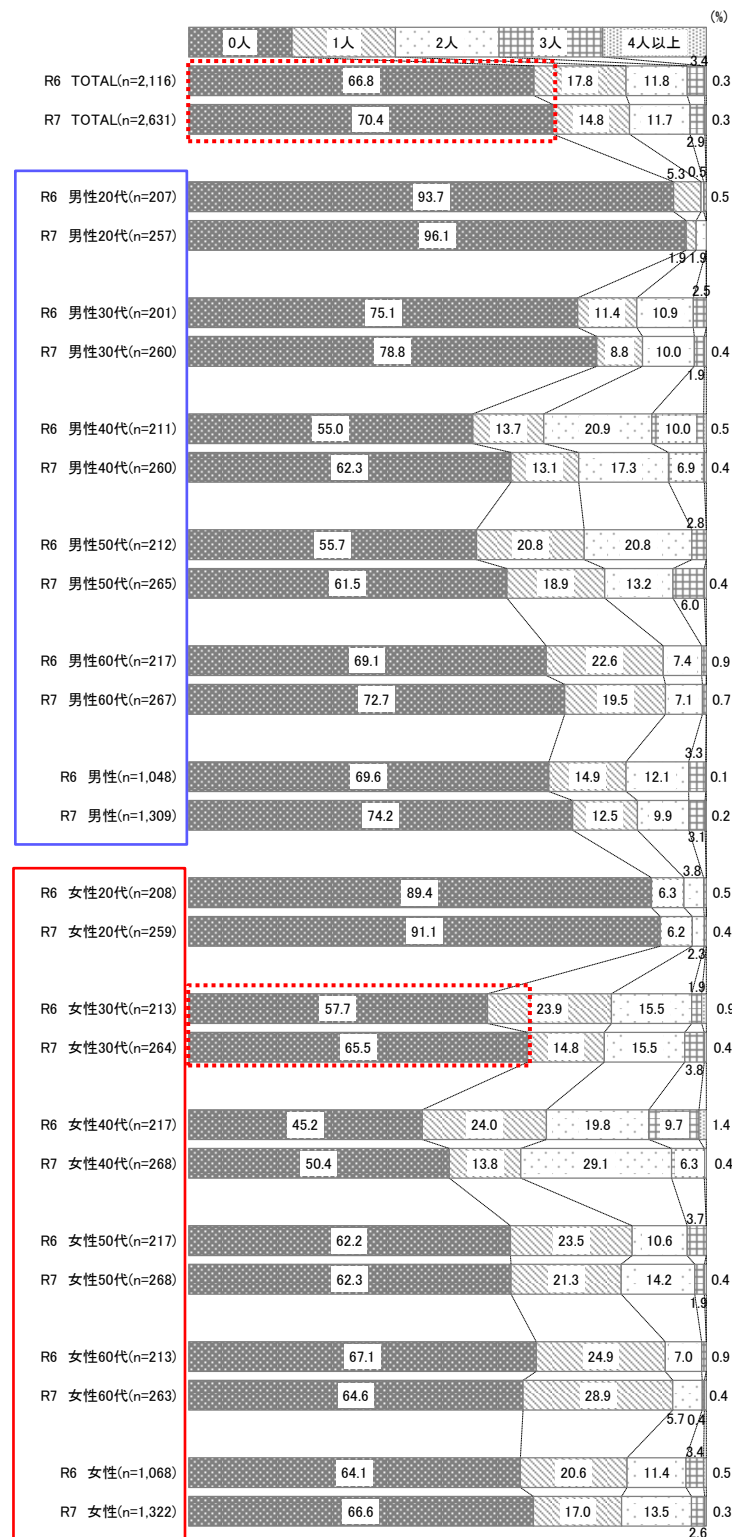 (%)
0人 1人 2人 3人 4人以上
3.4
R6 TOTAL(n=2,116) 66.8 17.8 11.8 0.3
R7 TOTAL(n=2,631) 70.4 14.8 11.7 0.3
2.9
5.3 0.5
R6 男性20代(n=207) 93.7 0.5
R7 男性20代(n=257) 96.1
1.9 1.9
2.5
R6 男性30代(n=201) 75.1 11.4 10.9
R7 男性30代(n=260) 78.8 8.8 10.0 0.4
1.9
R6 男性40代(n=211) 55.0 13.7 20.9 10.0 0.5
R7 男性40代(n=260) 62.3 13.1 17.3 6.9 0.4
2.8
R6 男性50代(n=212) 55.7 20.8 20.8
R7 男性50代(n=265) 61.5 18.9 13.2 0.4
6.0
R6 男性60代(n=217) 69.1 22.6 7.4 0.9
R7 男性60代(n=267) 72.7 19.5 7.1 0.7
3.3
R6 男性(n=1,048) 69.6 14.9 12.1 0.1
R7 男性(n=1,309) 74.2 12.5 9.9 0.2
3.1
3.8
R6 女性20代(n=208) 89.4 6.3 0.5
R7 女性20代(n=259) 91.1 6.2 0.4
2.3
1.9
R6 女性30代(n=213) 57.7 23.9 15.5 0.9
R7 女性30代(n=264) 65.5 14.8 15.5 0.4
3.8
R6 女性40代(n=217) 45.2 24.0 19.8 9.7 1.4
R7 女性40代(n=268) 50.4 13.8 29.1 6.3 0.4
3.7
R6 女性50代(n=217) 62.2 23.5 10.6
R7 女性50代(n=268) 62.3 21.3 14.2 0.4
1.9
R6 女性60代(n=213) 67.1 24.9 7.0 0.9
R7 女性60代(n=263) 64.6 28.9 0.4
5.7 0.4
3.4
R6 女性(n=1,068) 64.1 20.6 11.4 0.5
R7 女性(n=1,322) 66.6 17.0 13.5 0.3
2.6